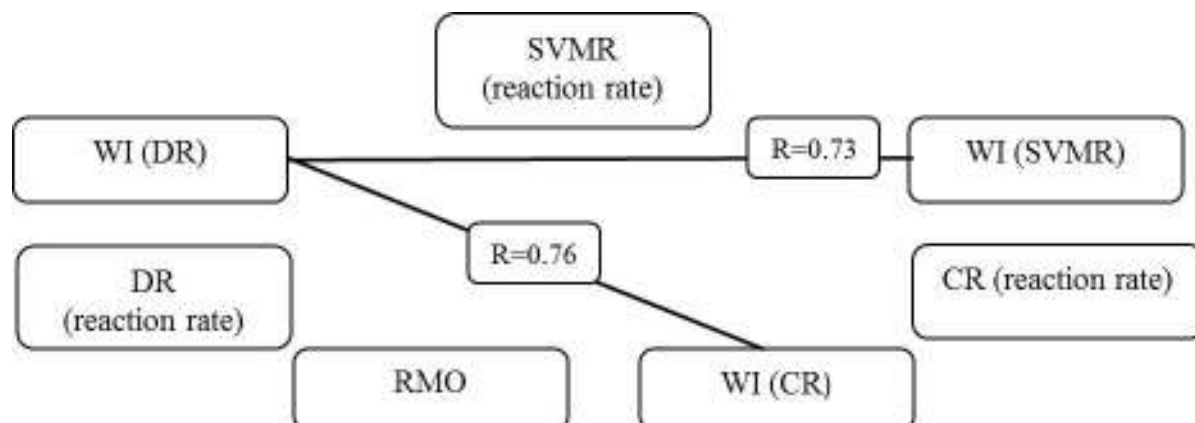 SVMR
(reaction rate)
WI (DR)
R=0.73
WI (SVMR)
R=0.76
DR
(reaction rate)
CR (reaction rate)
RMO
WI (CR)